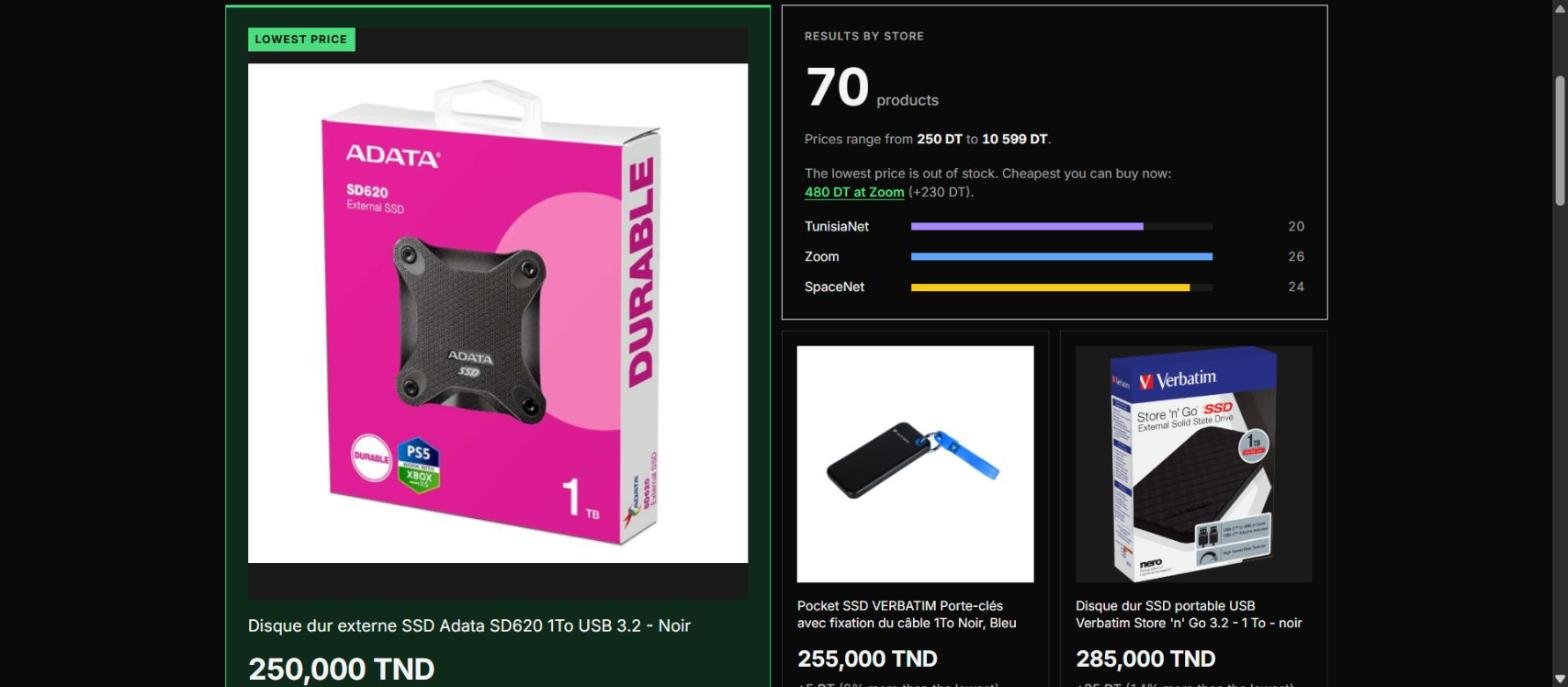 LOWEST PRICE
ADATA®
SD620
External SSD
DURABLE
ADATA
SSD
DURABLE
PS5
XBOX
1 TB
ADATA
SD620
External SSD
Disque dur externe SSD Adata SD620 1To USB 3.2 - Noir
250,000 TND
RESULTS BY STORE
70 products
Prices range from 250 DT to 10 599 DT.
The lowest price is out of stock. Cheapest you can buy now:
480 DT at Zoom (+230 DT).
TunisiaNet 20
Zoom 26
SpaceNet 24
Pocket SSD VERBATIM Porte-clés
avec fixation du câble 1To Noir, Bleu
255,000 TND
Verbatim
Verbatim
Store 'n' Go SSD
External Solid State Drive
1TB
nero
Disque dur SSD portable USB
Verbatim Store 'n' Go 3.2 - 1 To - noir
285,000 TND